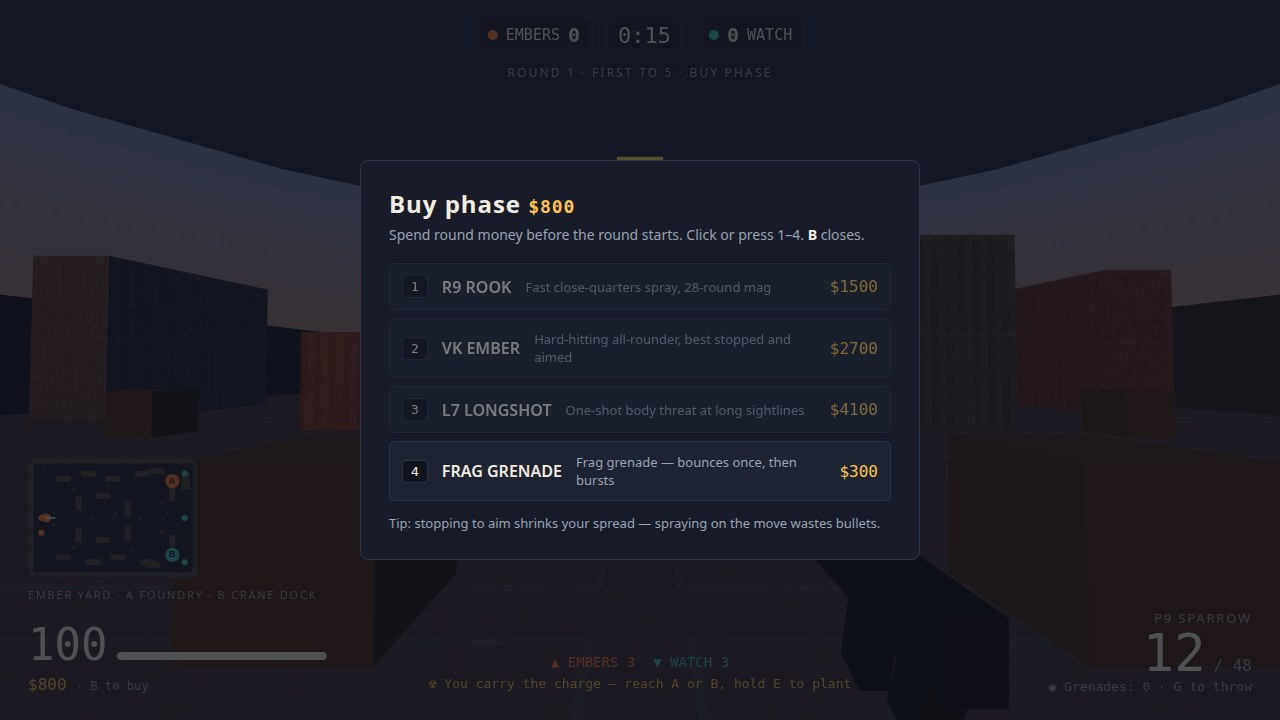 EMBERS 0 0:15 0 WATCH
ROUND 1 · FIRST TO 5 · BUY PHASE
Buy phase $800
Spend round money before the round starts. Click or press 1–4. B closes.
1 R9 ROOK Fast close-quarters spray, 28-round mag $1500
2 VK EMBER Hard-hitting all-rounder, best stopped and
aimed $2700
3 L7 LONGSHOT One-shot body threat at long sightlines $4100
4 FRAG GRENADE Frag grenade — bounces once, then
bursts $300
Tip: stopping to aim shrinks your spread — spraying on the move wastes bullets.
A
B
EMBER YARD · A FOUNDRY · B CRANE DOCK
100
$800 · B to buy
▲ EMBERS 3 ▼ WATCH 3
☢ You carry the charge — reach A or B, hold E to plant
P9 SPARROW
12 / 48
◉ Grenades: 0 · G to throw